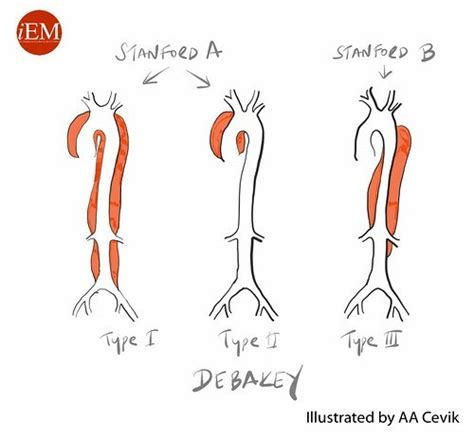 iEM
STANFORD A
STANFORD B
Type I
Type II
Type III
DEBAKEY
Illustrated by AA Cevik